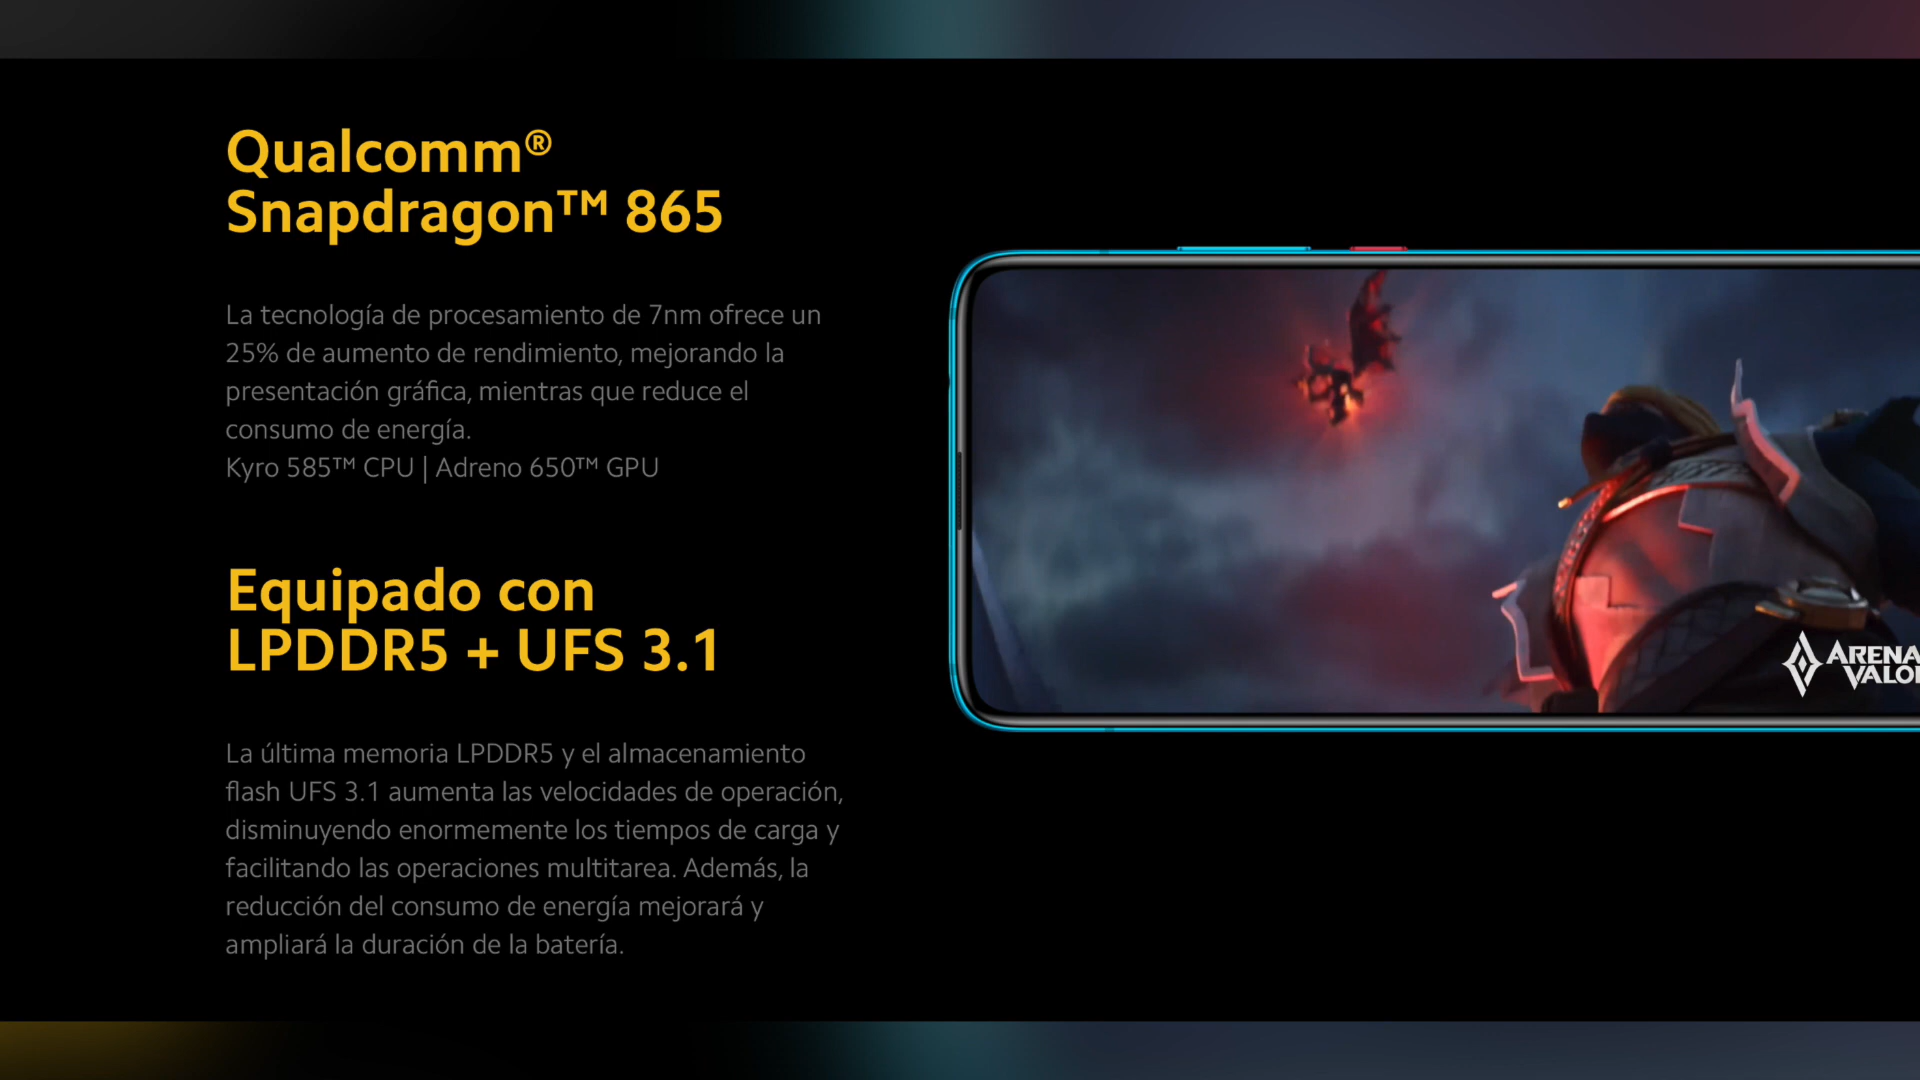 Qualcomm®
Snapdragon™ 865
La tecnología de procesamiento de 7nm ofrece un
25% de aumento de rendimiento, mejorando la
presentación gráfica, mientras que reduce el
consumo de energía.
Kyro 585™ CPU | Adreno 650™ GPU
Equipado con
LPDDR5 + UFS 3.1
La última memoria LPDDR5 y el almacenamiento
flash UFS 3.1 aumenta las velocidades de operación,
disminuyendo enormemente los tiempos de carga y
facilitando las operaciones multitarea. Además, la
reducción del consumo de energía mejorará y
ampliará la duración de la batería.
ARENA